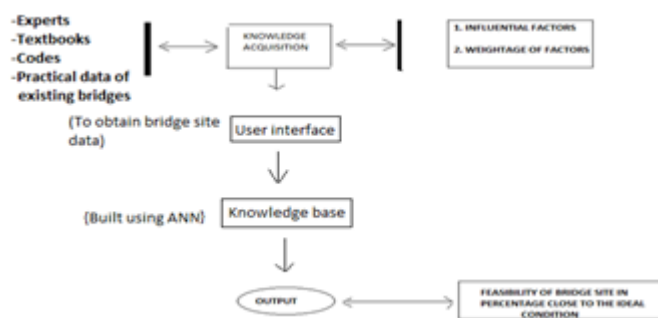 -Experts
-Textbooks
-Codes
-Practical data of
existing bridges
KNOWLEDGE
ACQUISITION
1. INFLUENTIAL FACTORS
2. WEIGHTAGE OF FACTORS
(To obtain bridge site
data)
User interface
{Built using ANN}
Knowledge base
OUTPUT
FEASIBILITY OF BRIDGE SITE IN
PERCENTAGE CLOSE TO THE IDEAL
CONDITION